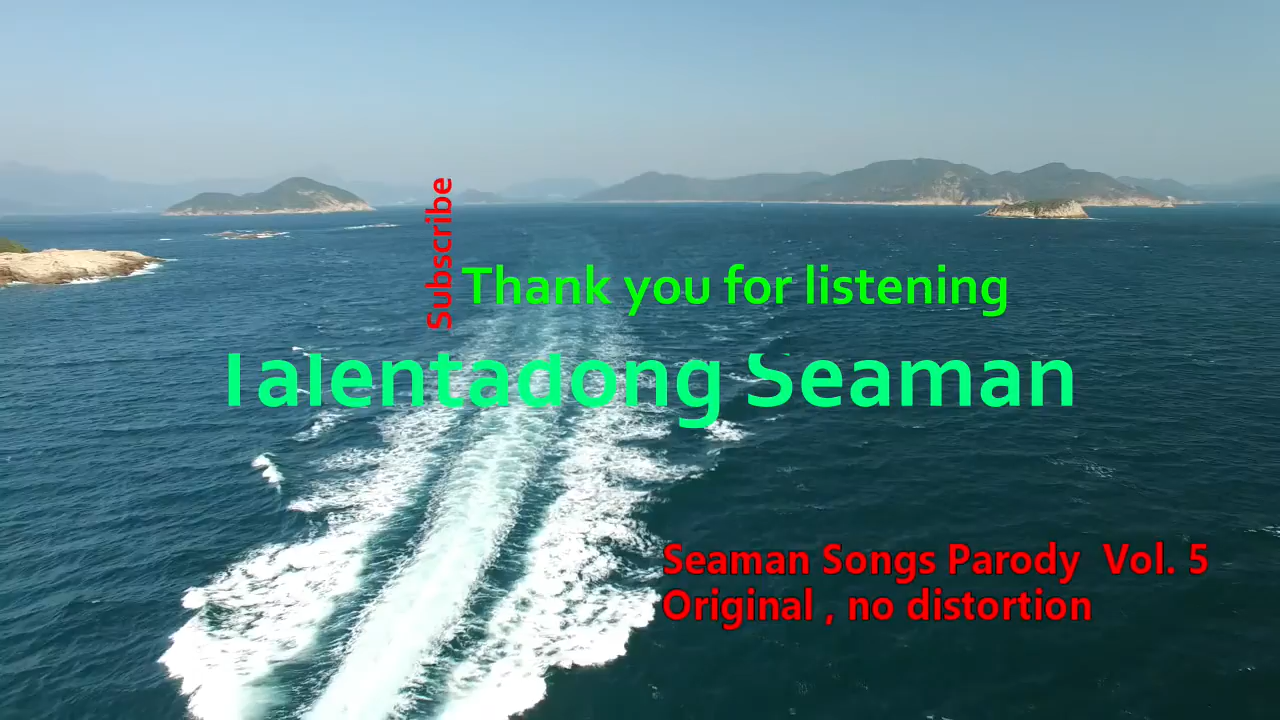 Subscribe
Thank you for listening
Talentadong Seaman
Seaman Songs Parody  Vol. 5
Original , no distortion